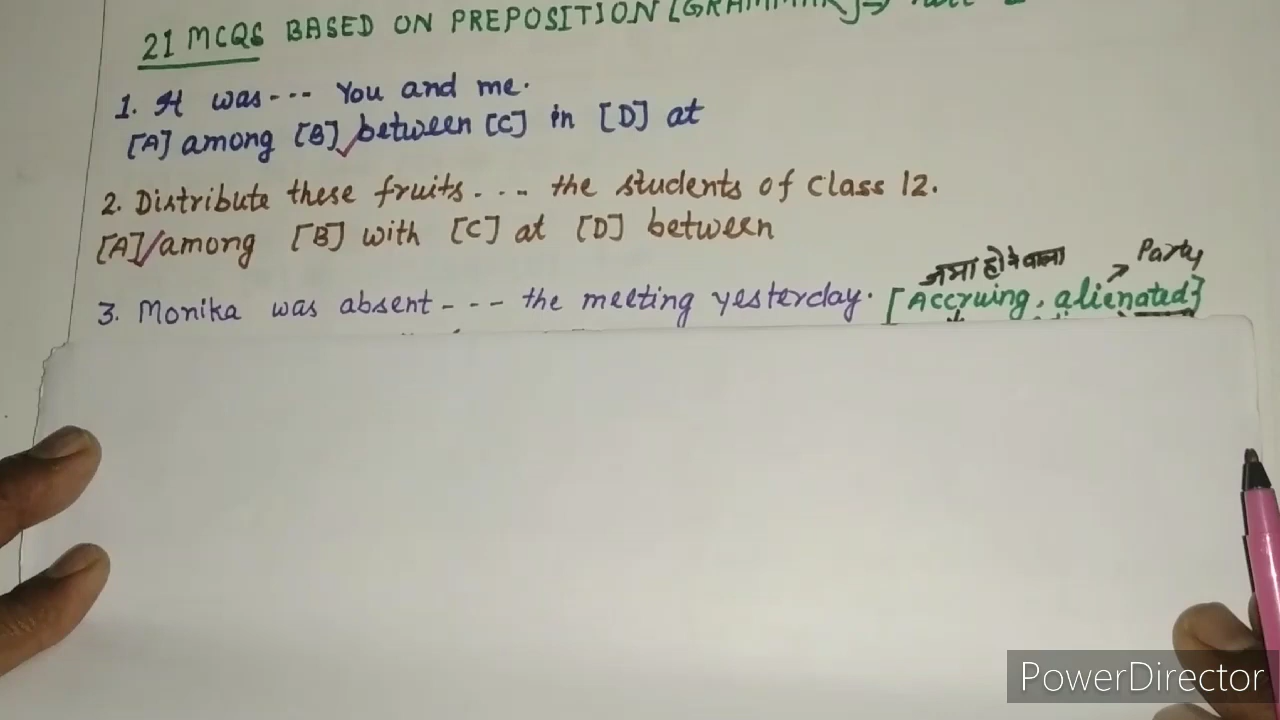 21 MCQS BASED ON PREPOSITION [GRAMMAR]
1. It was --- You and me.
[A] among [B] between [C] in [D] at
2. Distribute these fruits. ... the students of Class 12.
[A] among [B] with [C] at [D] between
जमा होने वाला Party
3. Monika was absent - - - the meeting yesterday. [Accruing, alienated]
PowerDirector